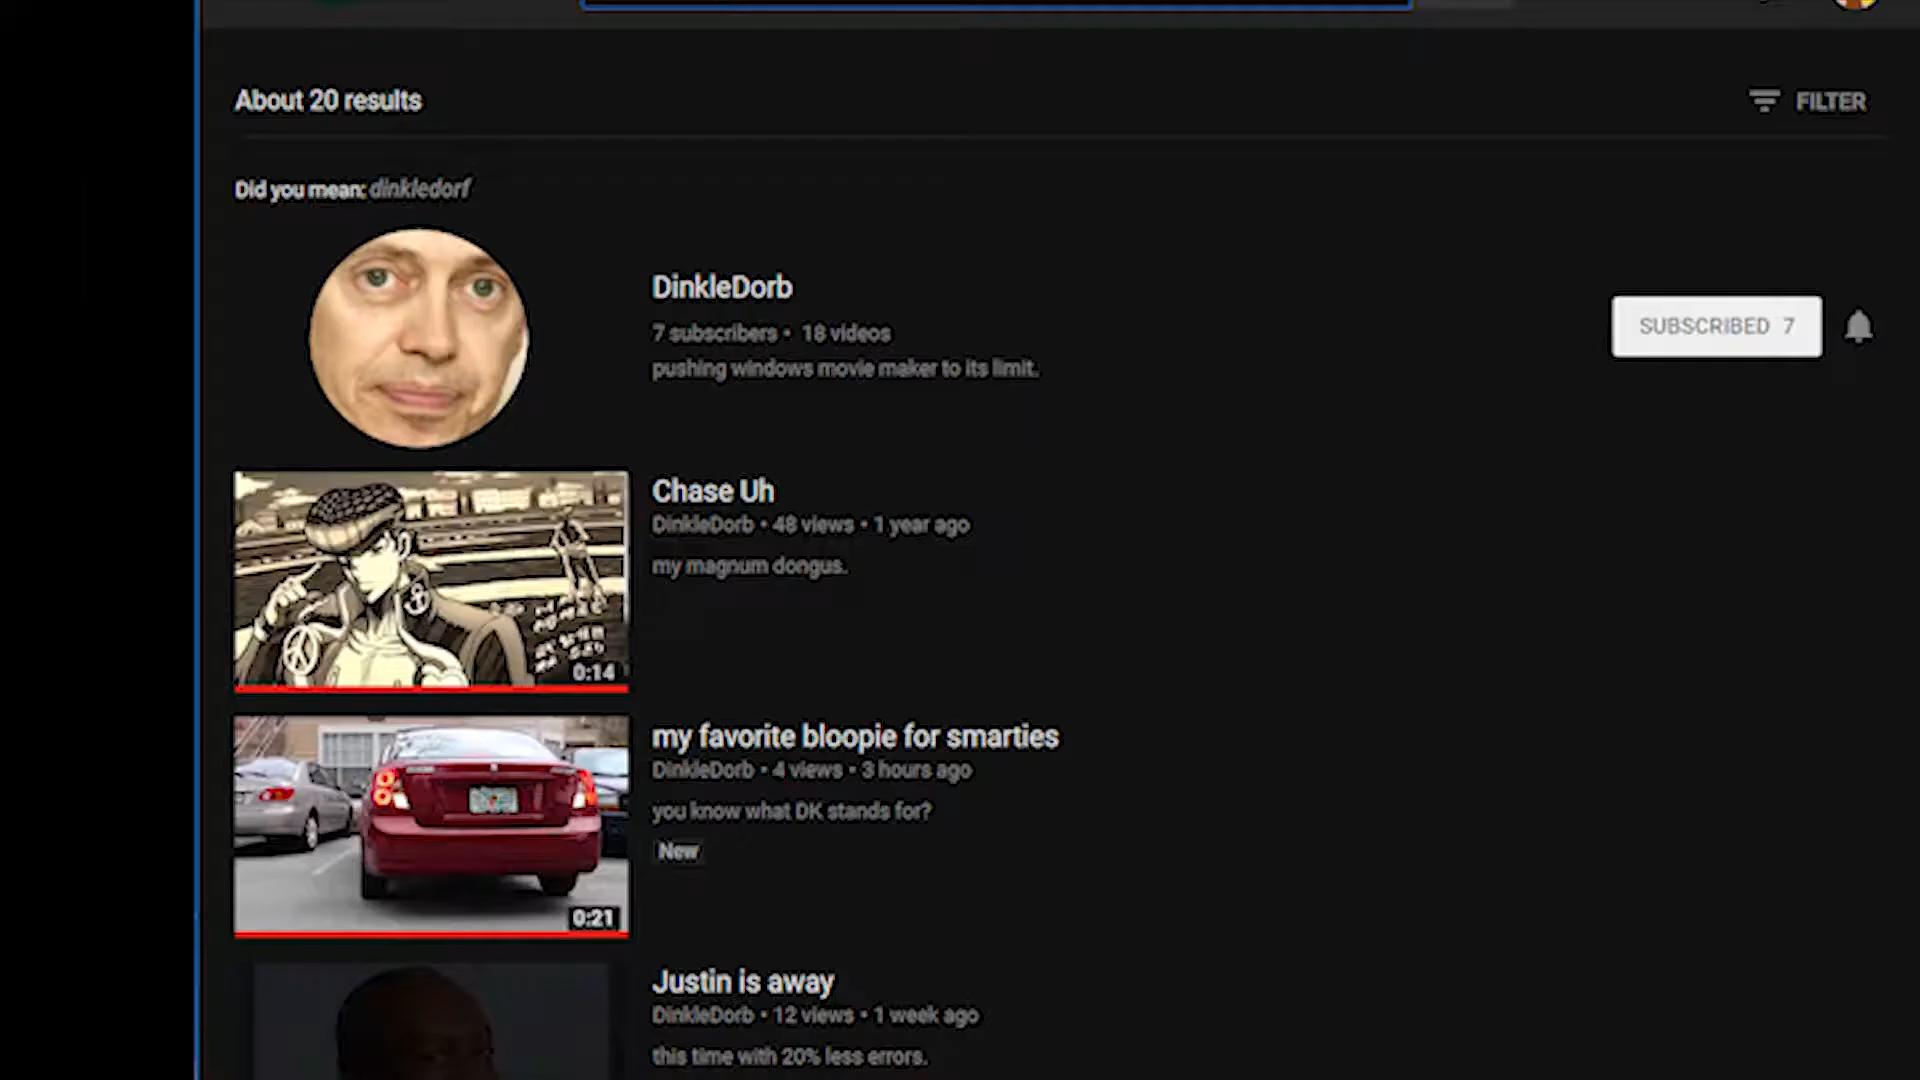 About 20 results
FILTER
Did you mean: dinkledorf
DinkleDorb
7 subscribers • 18 videos
pushing windows movie maker to its limit.
SUBSCRIBED 7
Chase Uh
DinkleDorb • 48 views • 1 year ago
my magnum dongus.
0:14
my favorite bloopie for smarties
DinkleDorb • 4 views • 3 hours ago
you know what DK stands for?
New
0:21
Justin is away
DinkleDorb • 12 views • 1 week ago
this time with 20% less errors.